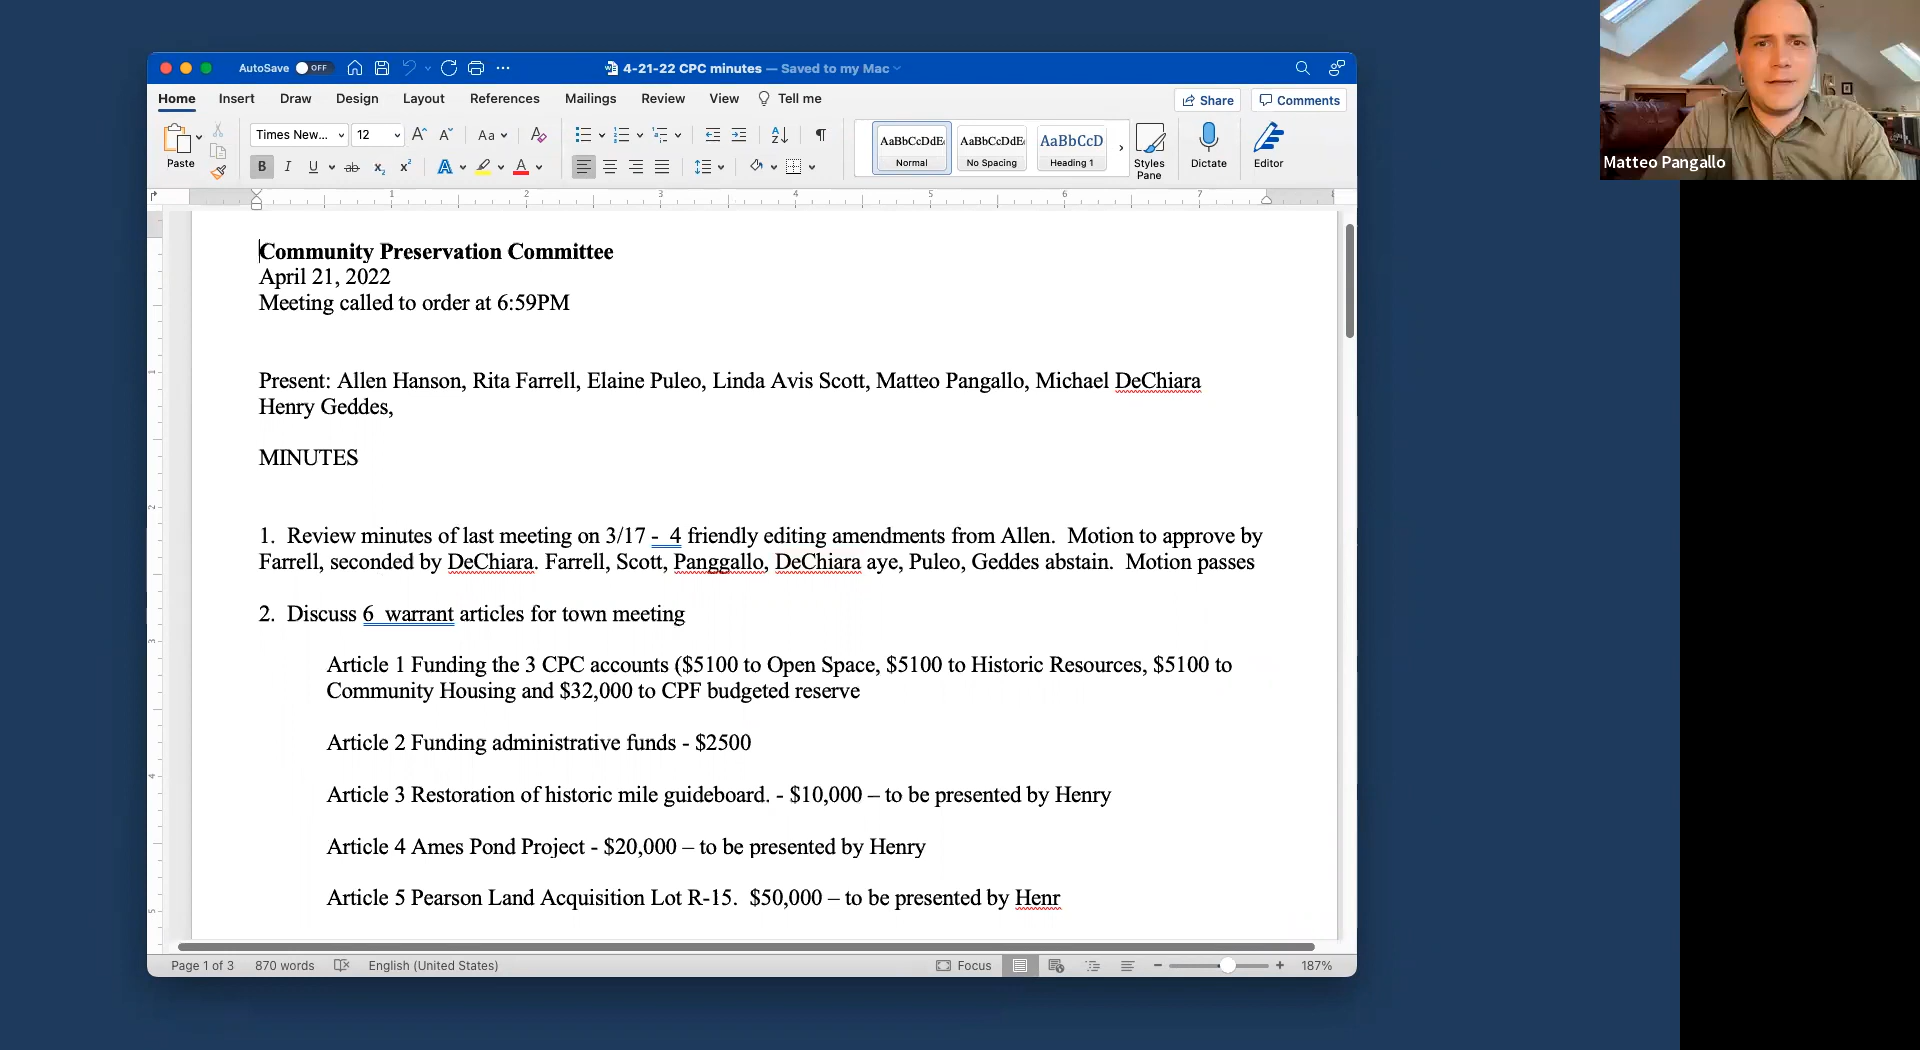 AutoSave OFF
4-21-22 CPC minutes — Saved to my Mac
Home Insert Draw Design Layout References Mailings Review View Tell me
Share Comments
Paste
Times New... 12
Aa
AaBbCcDdE AaBbCcDdE AaBbCcD
Normal No Spacing Heading 1
Styles Pane
Dictate
Editor
Matteo Pangallo
1 2 3 4 5 6 7 8
Community Preservation Committee
April 21, 2022
Meeting called to order at 6:59PM
Present: Allen Hanson, Rita Farrell, Elaine Puleo, Linda Avis Scott, Matteo Pangallo, Michael DeChiara
Henry Geddes,
MINUTES
1. Review minutes of last meeting on 3/17 - 4 friendly editing amendments from Allen. Motion to approve by
Farrell, seconded by DeChiara. Farrell, Scott, Panggallo, DeChiara aye, Puleo, Geddes abstain. Motion passes
2. Discuss 6 warrant articles for town meeting
Article 1 Funding the 3 CPC accounts ($5100 to Open Space, $5100 to Historic Resources, $5100 to
Community Housing and $32,000 to CPF budgeted reserve
Article 2 Funding administrative funds - $2500
Article 3 Restoration of historic mile guideboard. - $10,000 – to be presented by Henry
Article 4 Ames Pond Project - $20,000 – to be presented by Henry
Article 5 Pearson Land Acquisition Lot R-15. $50,000 – to be presented by Henr
Page 1 of 3 870 words English (United States) Focus 187%